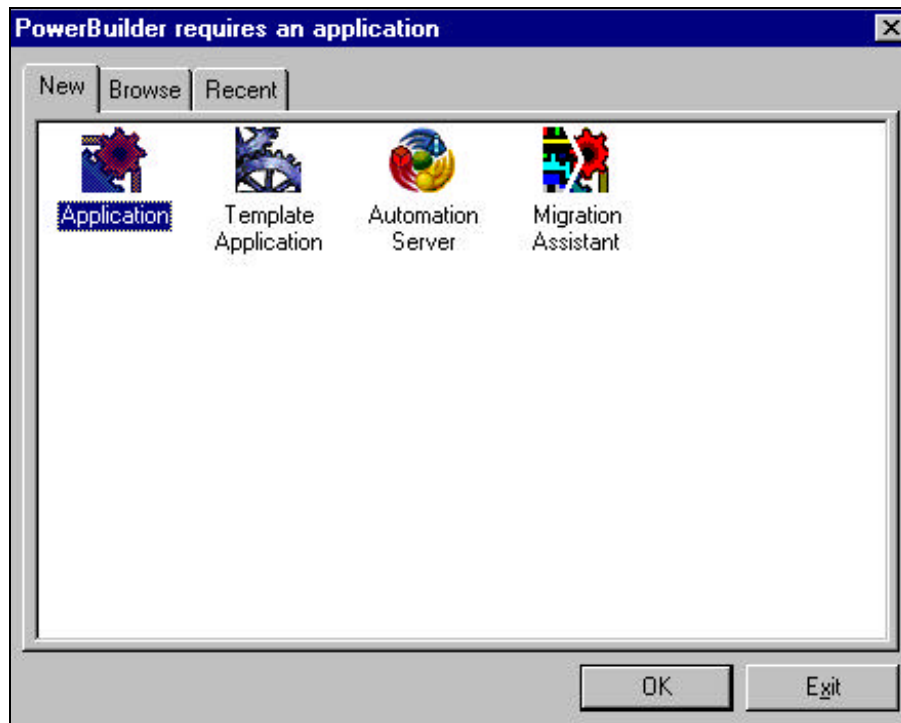 PowerBuilder requires an application
New Browse Recent
Application Template Application Automation Server Migration Assistant
OK Exit